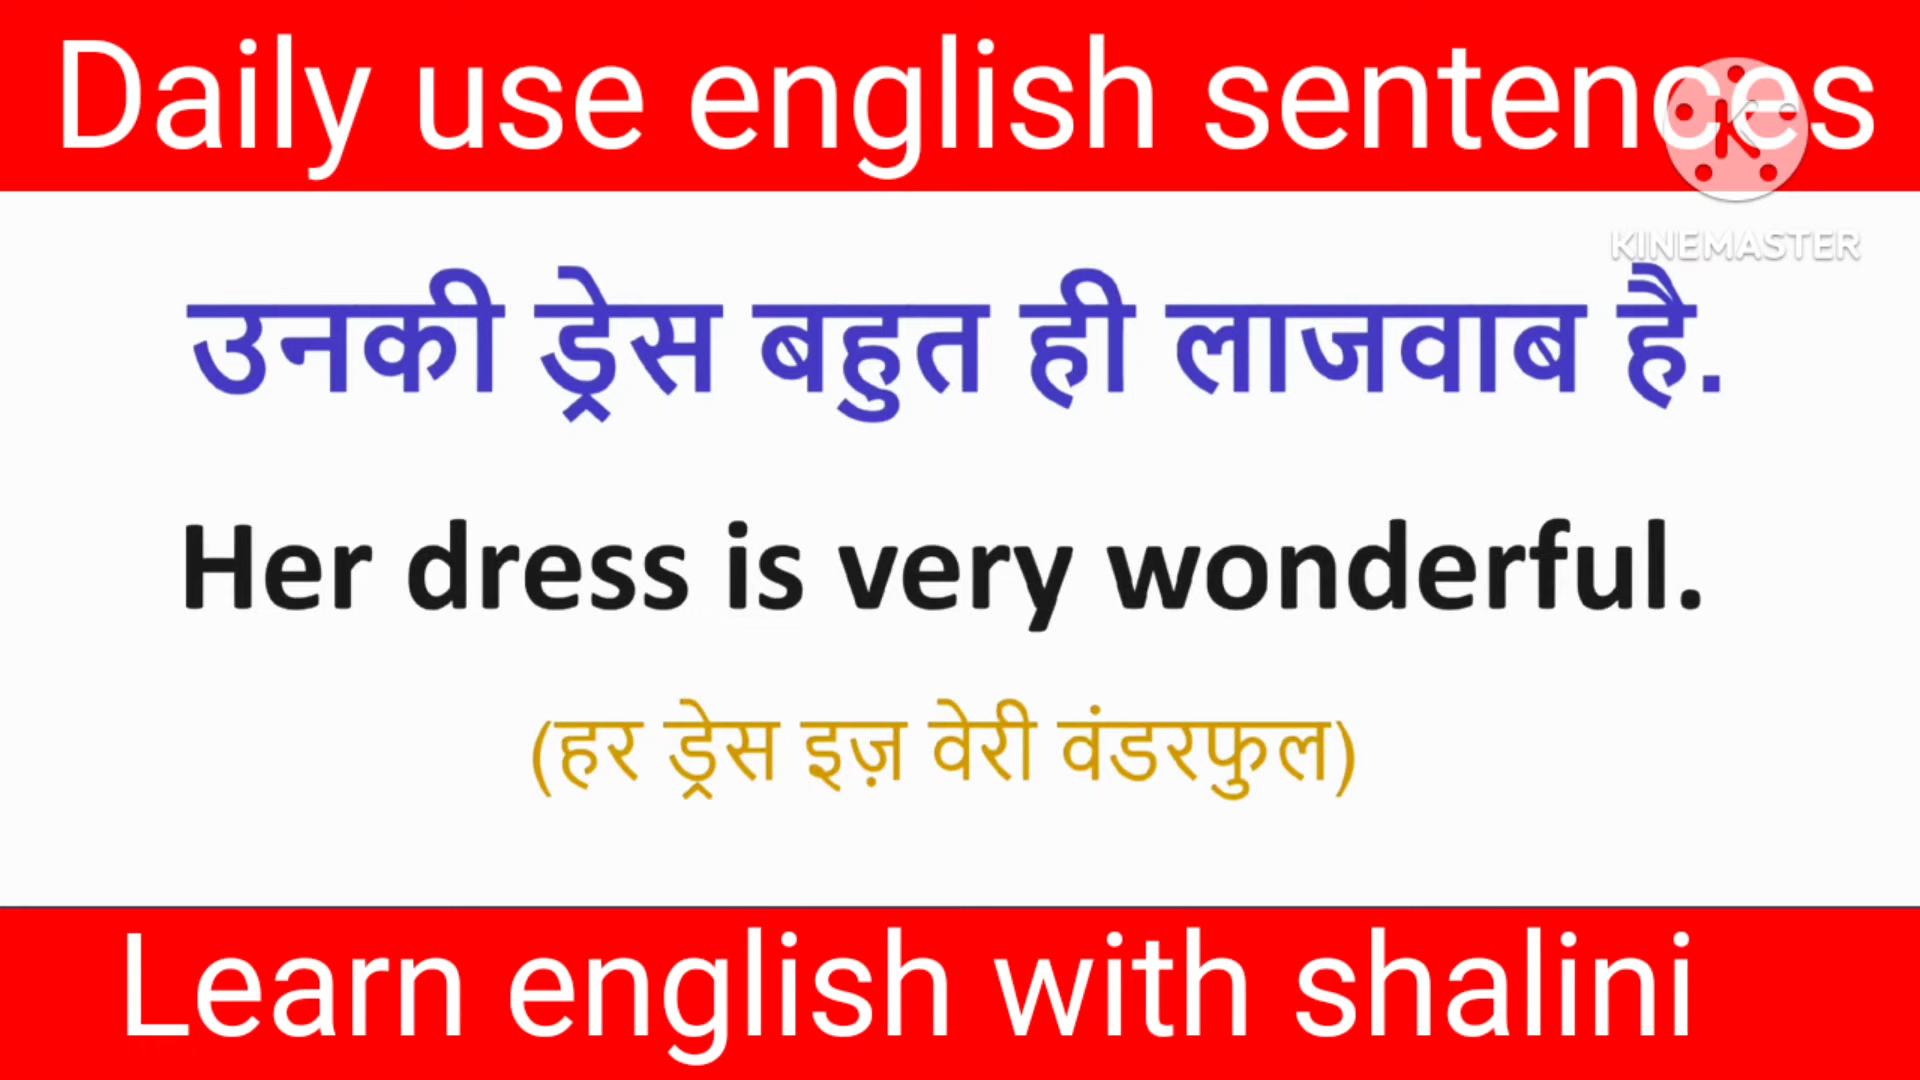 Daily use english sentences
KINEMASTER
उनकी ड्रेस बहुत ही लाजवाब है.
Her dress is very wonderful.
(हर ड्रेस इज़ वेरी वंडरफुल)
Learn english with shalini